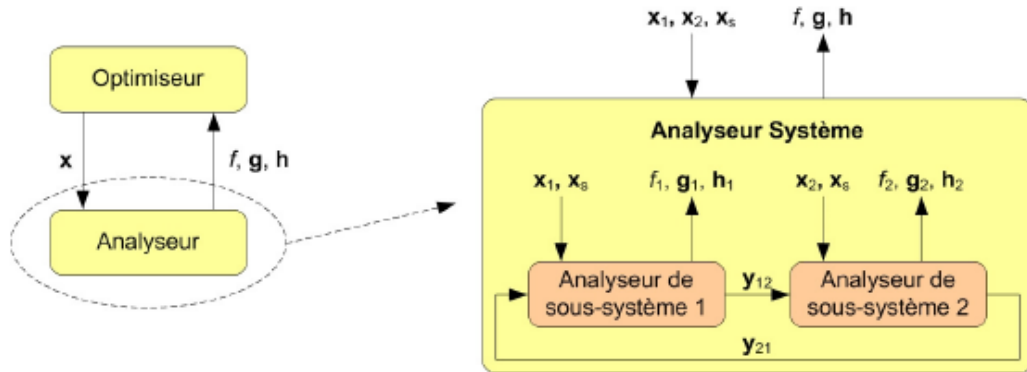 Optimiseur
x
f, g, h
Analyseur
x1, x2, xs
f, g, h
Analyseur Système
x1, xs
f1, g1, h1
x2, xs
f2, g2, h2
Analyseur de
sous-système 1
y12
Analyseur de
sous-système 2
y21